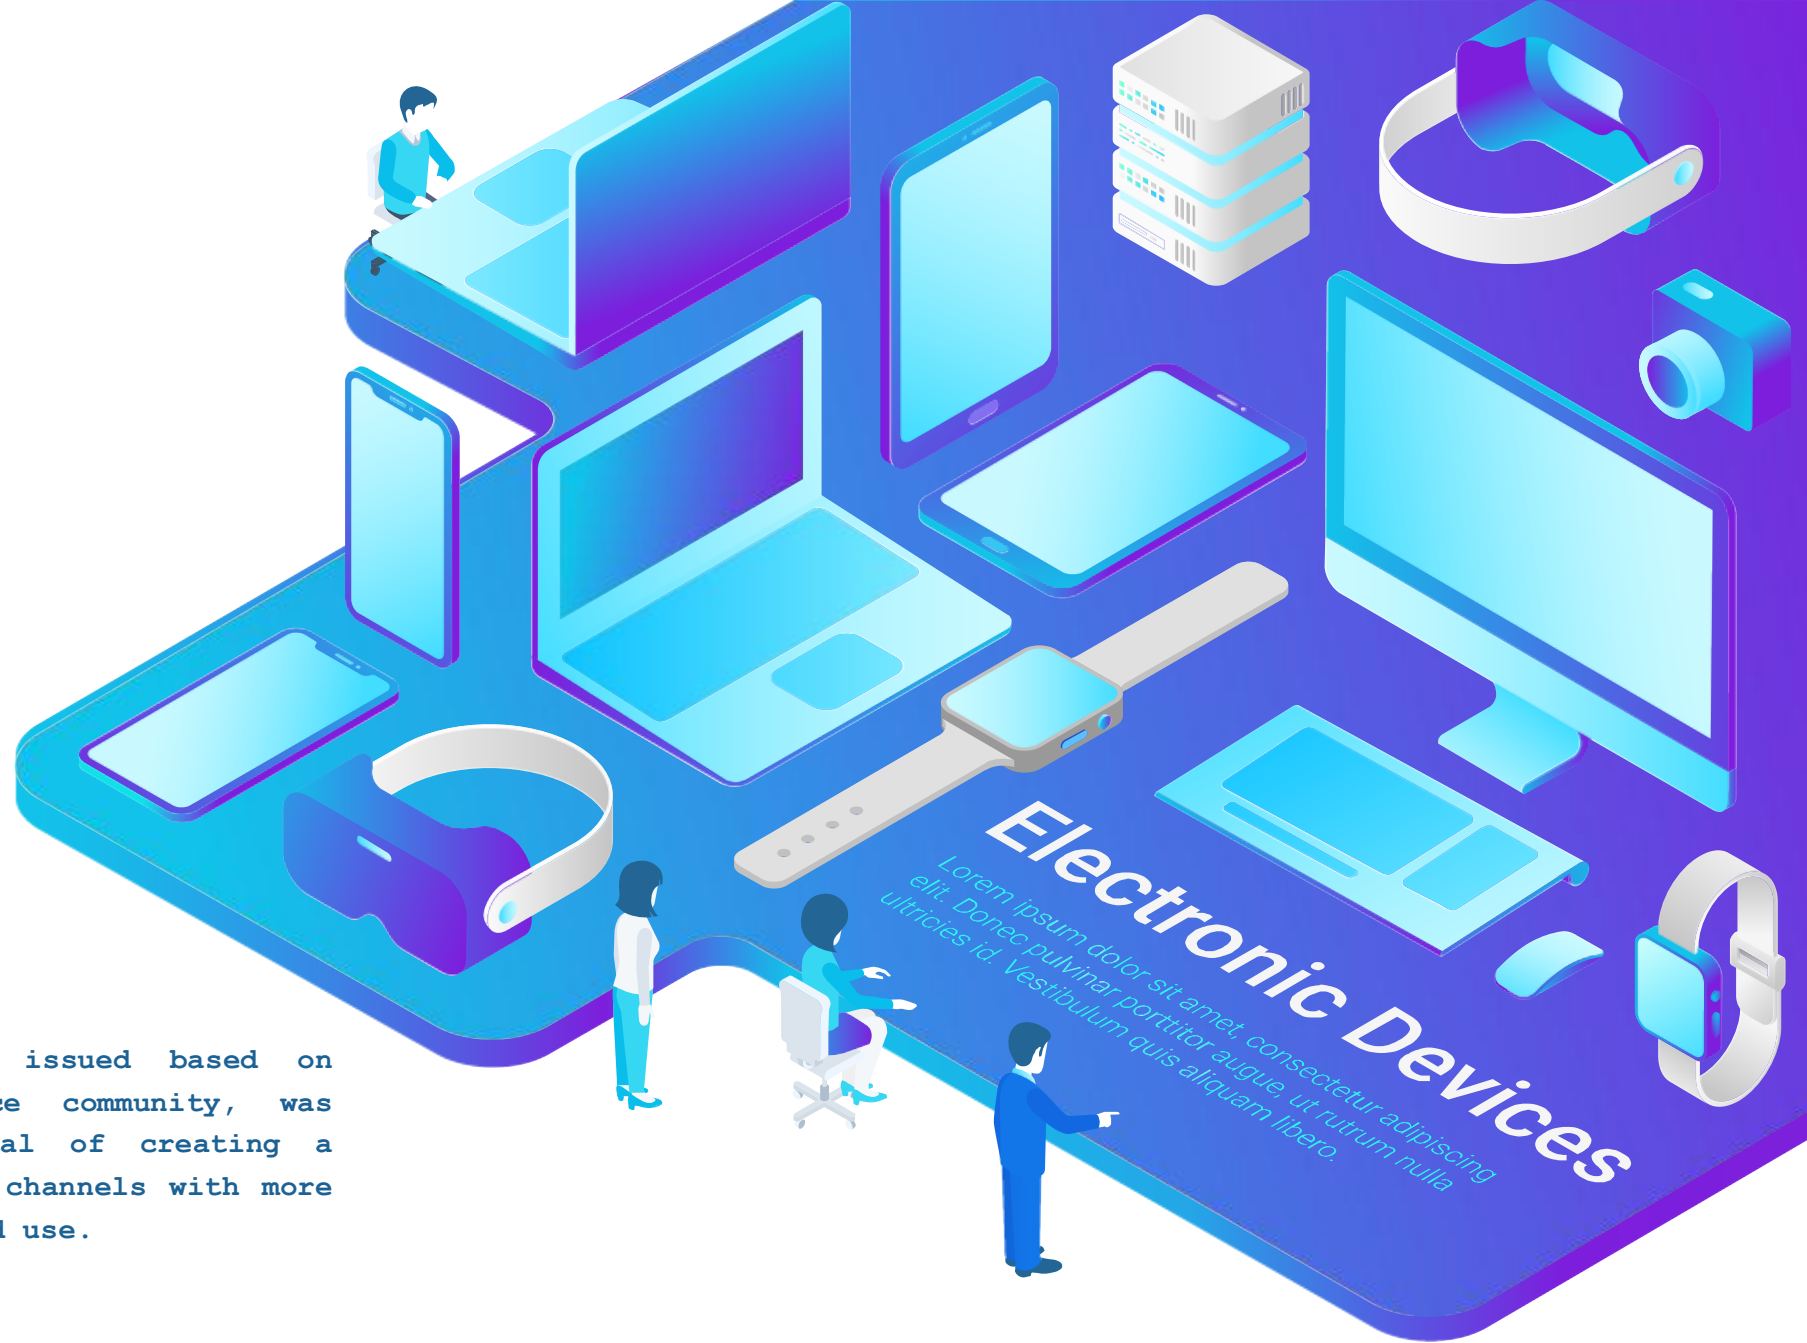 Electronic Devices
Lorem ipsum dolor sit amet, consectetur adipiscing
elit. Donec pulvinar porttitor augue, ut rutrum nulla
ultricies id. Vestibulum quis aliquam libero.
issued based on
community, was
of creating a
channels with more
use.